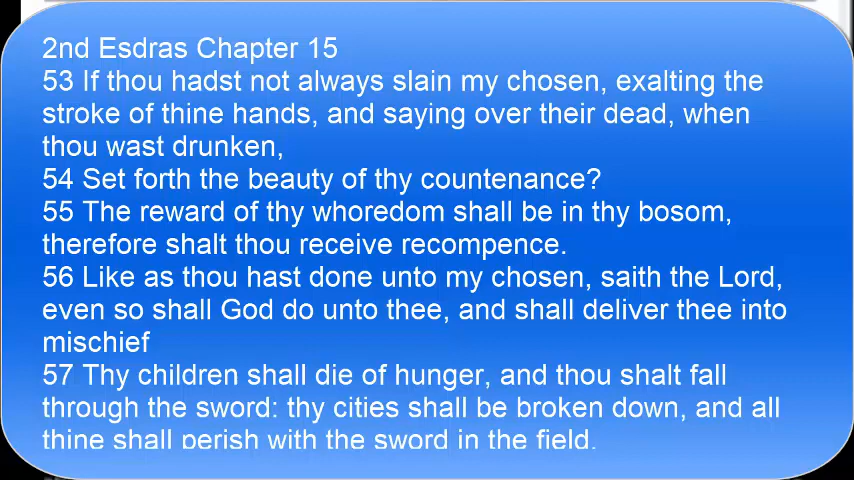 2nd Esdras Chapter 15
53 If thou hadst not always slain my chosen, exalting the
stroke of thine hands, and saying over their dead, when
thou wast drunken,
54 Set forth the beauty of thy countenance?
55 The reward of thy whoredom shall be in thy bosom,
therefore shalt thou receive recompence.
56 Like as thou hast done unto my chosen, saith the Lord,
even so shall God do unto thee, and shall deliver thee into
mischief
57 Thy children shall die of hunger, and thou shalt fall
through the sword: thy cities shall be broken down, and all
thine shall perish with the sword in the field.